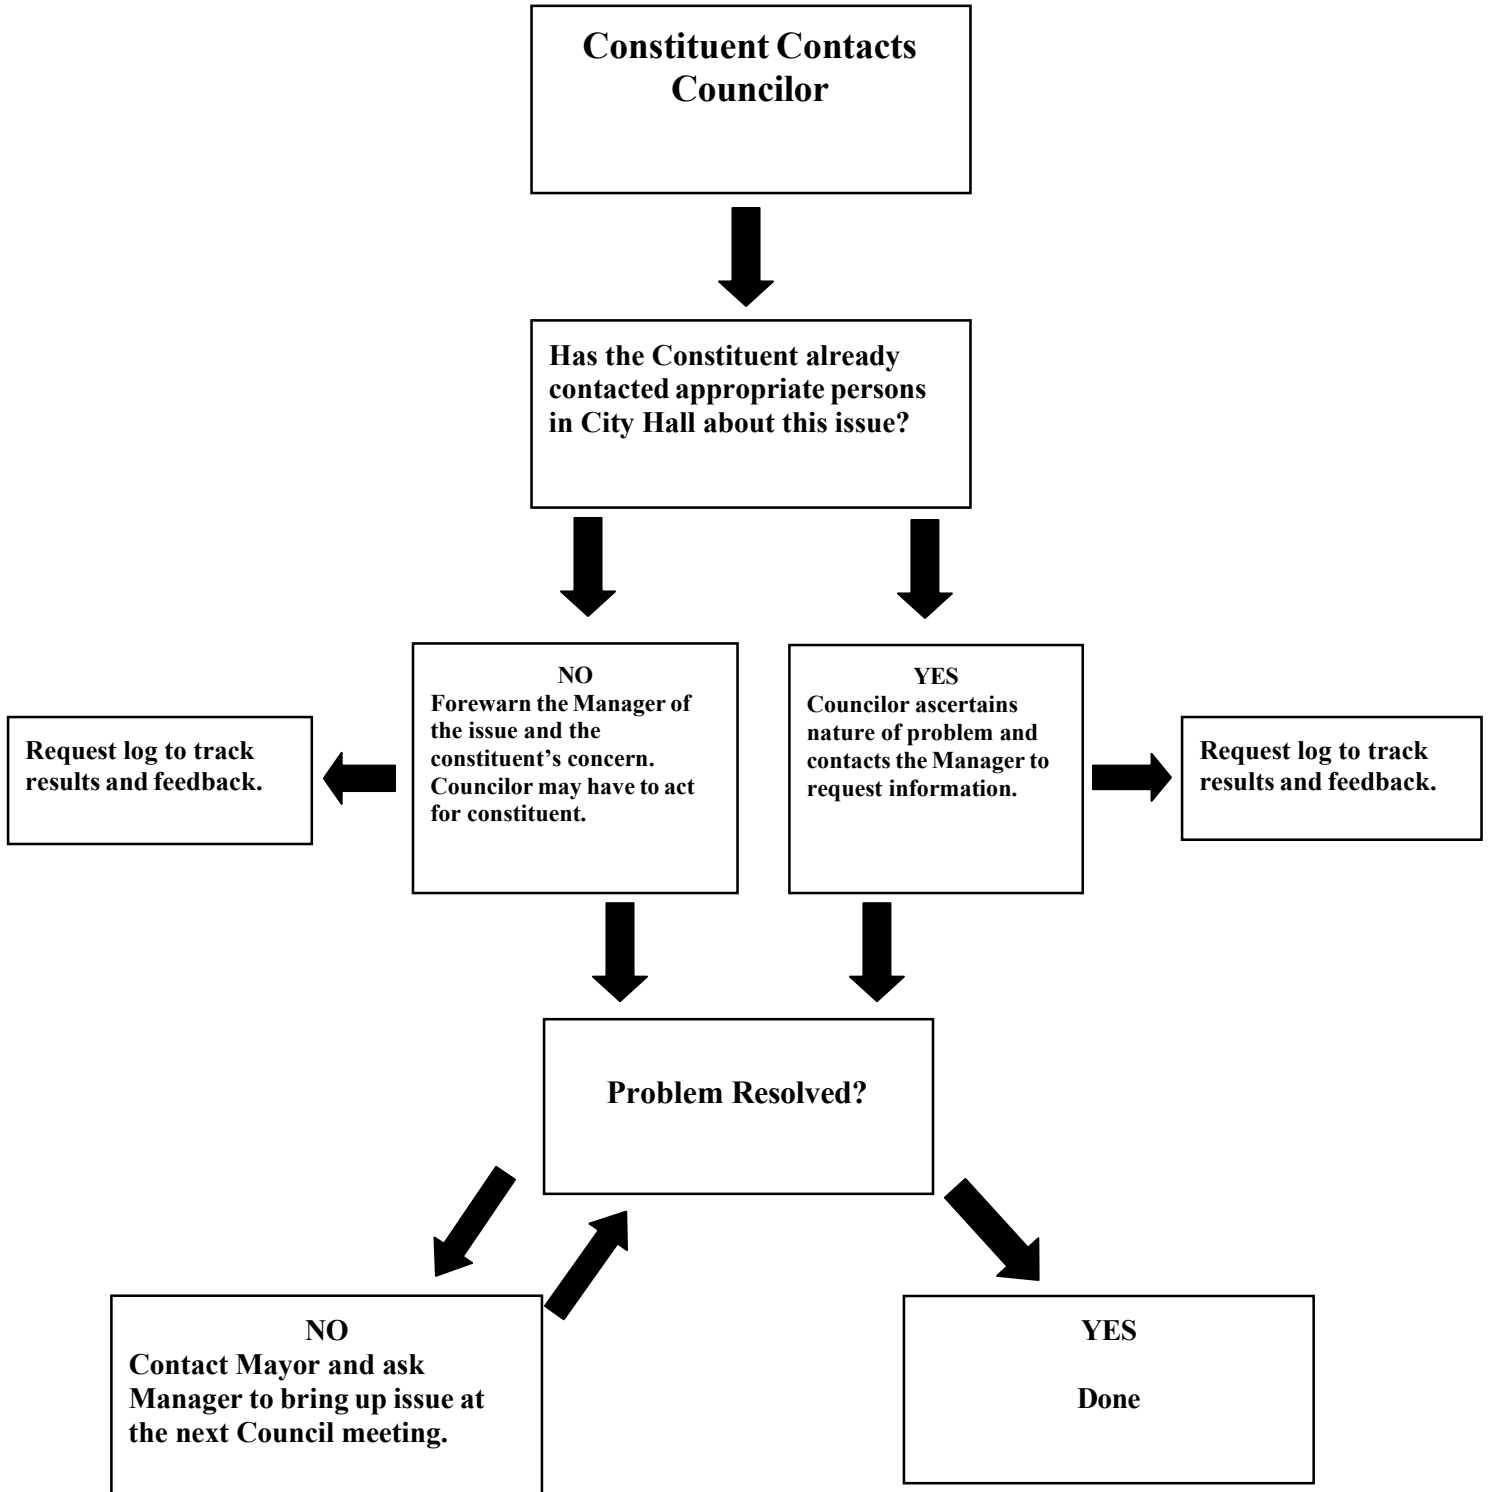 Constituent Contacts
Councilor
Has the Constituent already
contacted appropriate persons
in City Hall about this issue?
NO
Forewarn the Manager of
the issue and the
constituent’s concern.
Councilor may have to act
for constituent.
YES
Councilor ascertains
nature of problem and
contacts the Manager to
request information.
Request log to track
results and feedback.
Request log to track
results and feedback.
Problem Resolved?
NO
Contact Mayor and ask
Manager to bring up issue at
the next Council meeting.
YES
Done